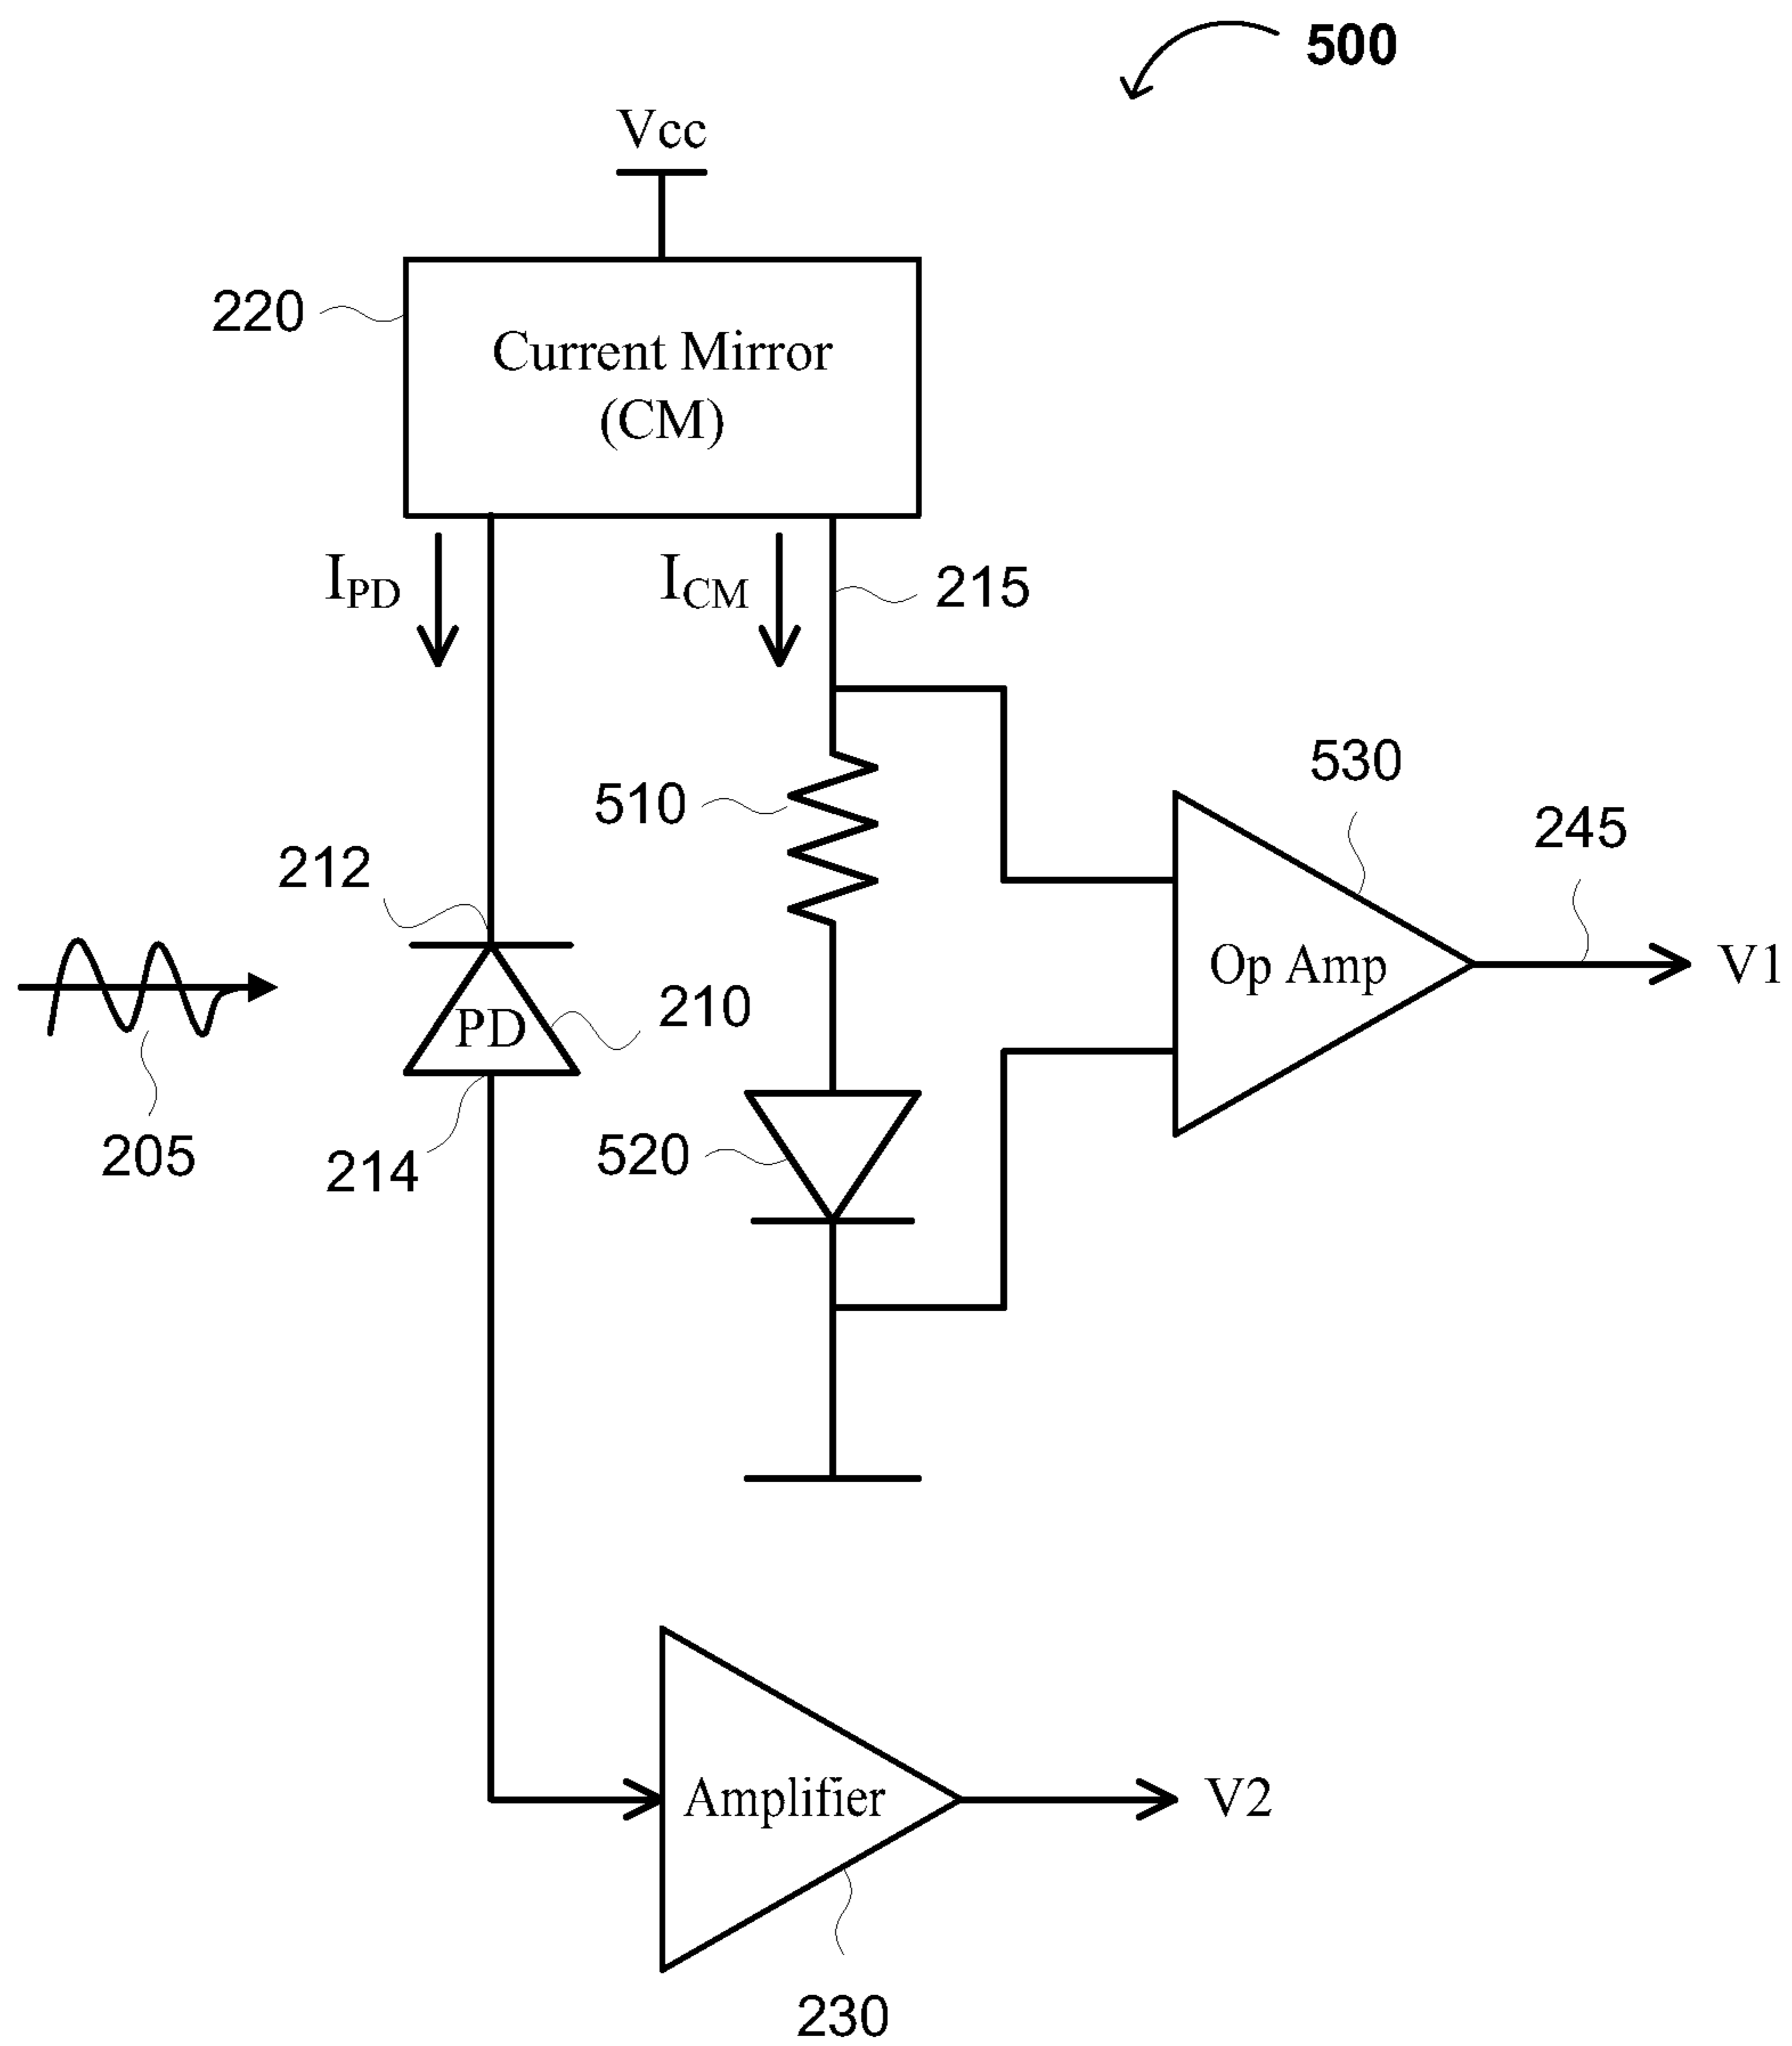 500
Vcc
220
Current Mirror
(CM)
IPD
ICM
215
510
530
245
212
Op Amp
V1
210
PD
205
214
520
Amplifier
V2
230